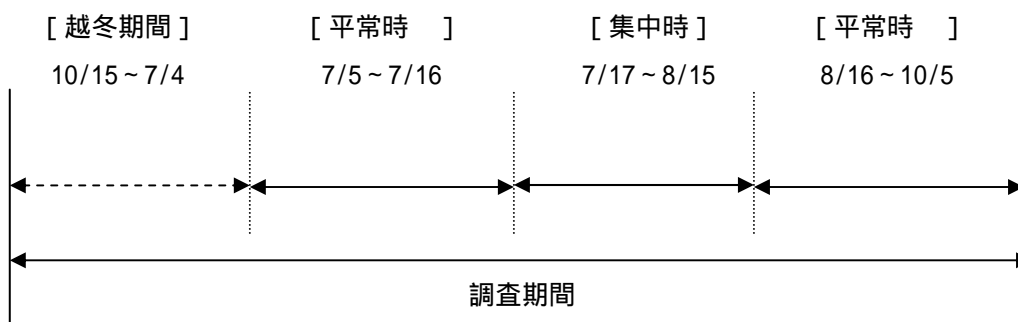 [ 越冬期間 ] [ 平常時 ] [ 集中時 ] [ 平常時 ]
10/15 ~ 7/4 7/5 ~ 7/16 7/17 ~ 8/15 8/16 ~ 10/5
調査期間